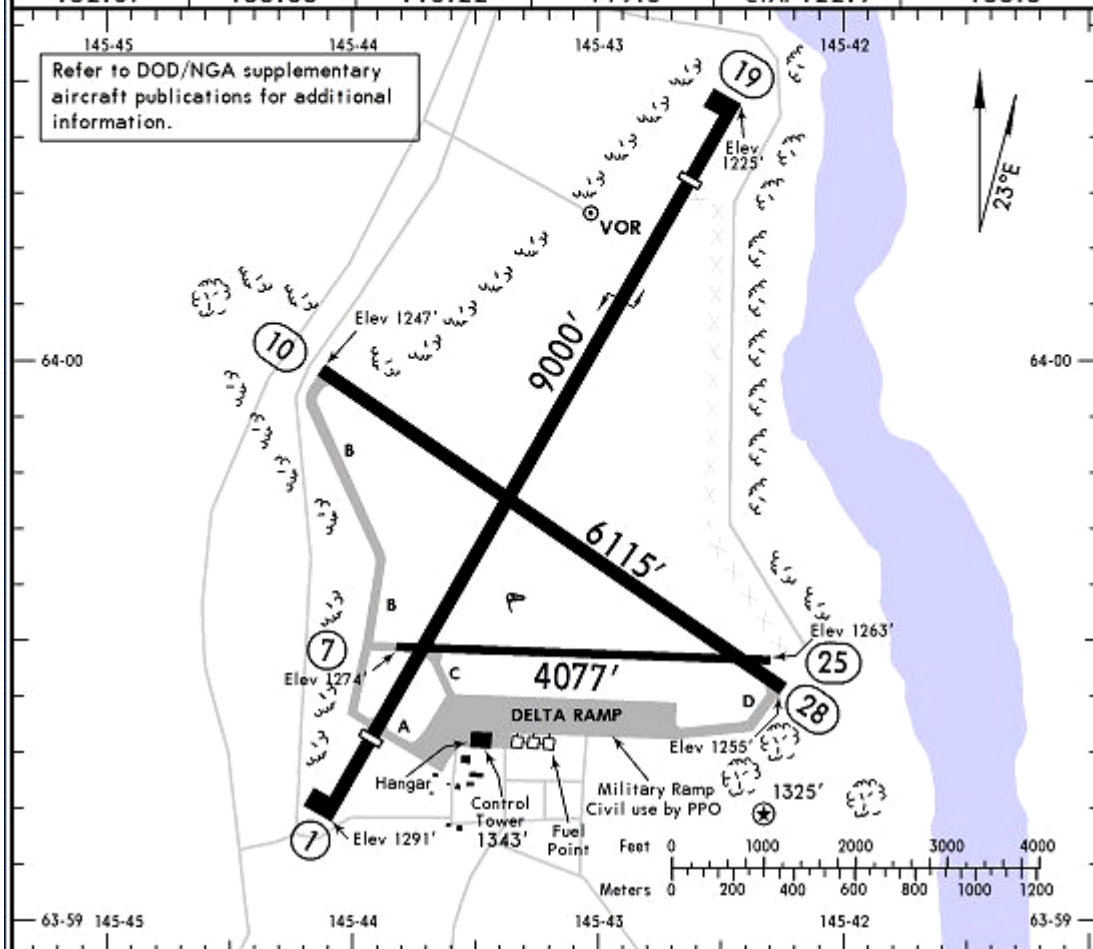 145-45
145-44
145-43
145-42
Refer to DOD/NGA supplementary
aircraft publications for additional
information.
19
Elev
1225'
23°E
VOR
Elev 1247'
10
64-00
64-00
9000'
B
6115'
B
7
Elev 1263'
25
Elev 1274'
C
4077'
D
28
A
DELTA RAMP
Elev 1255'
Hangar
Military Ramp
Civil use by PPO
1325'
Control
Tower
1343'
Fuel
Point
1
Elev 1291'
Feet
0
1000
2000
3000
4000
Meters
0
200
400
600
800
1000
1200
63-59
145-45
145-44
145-43
145-42
63-59